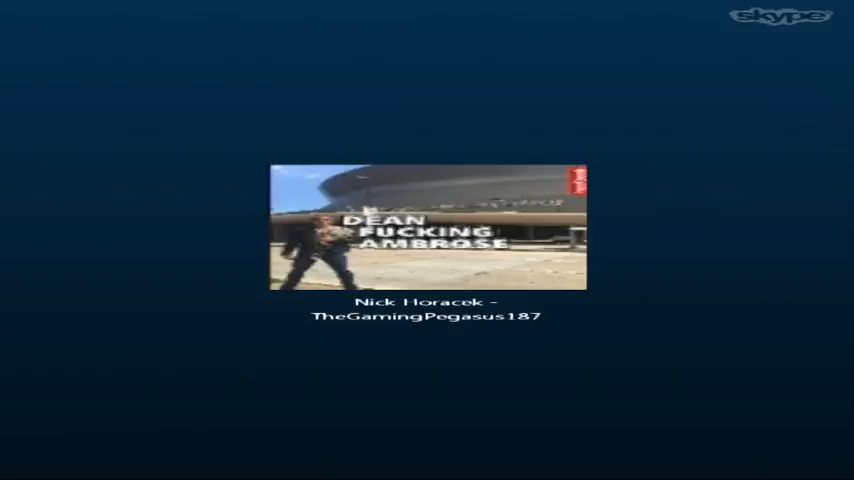 skype
DEAN
FUCKING
AMBROSE
Nick Horacek -
TheGamingPegasus187